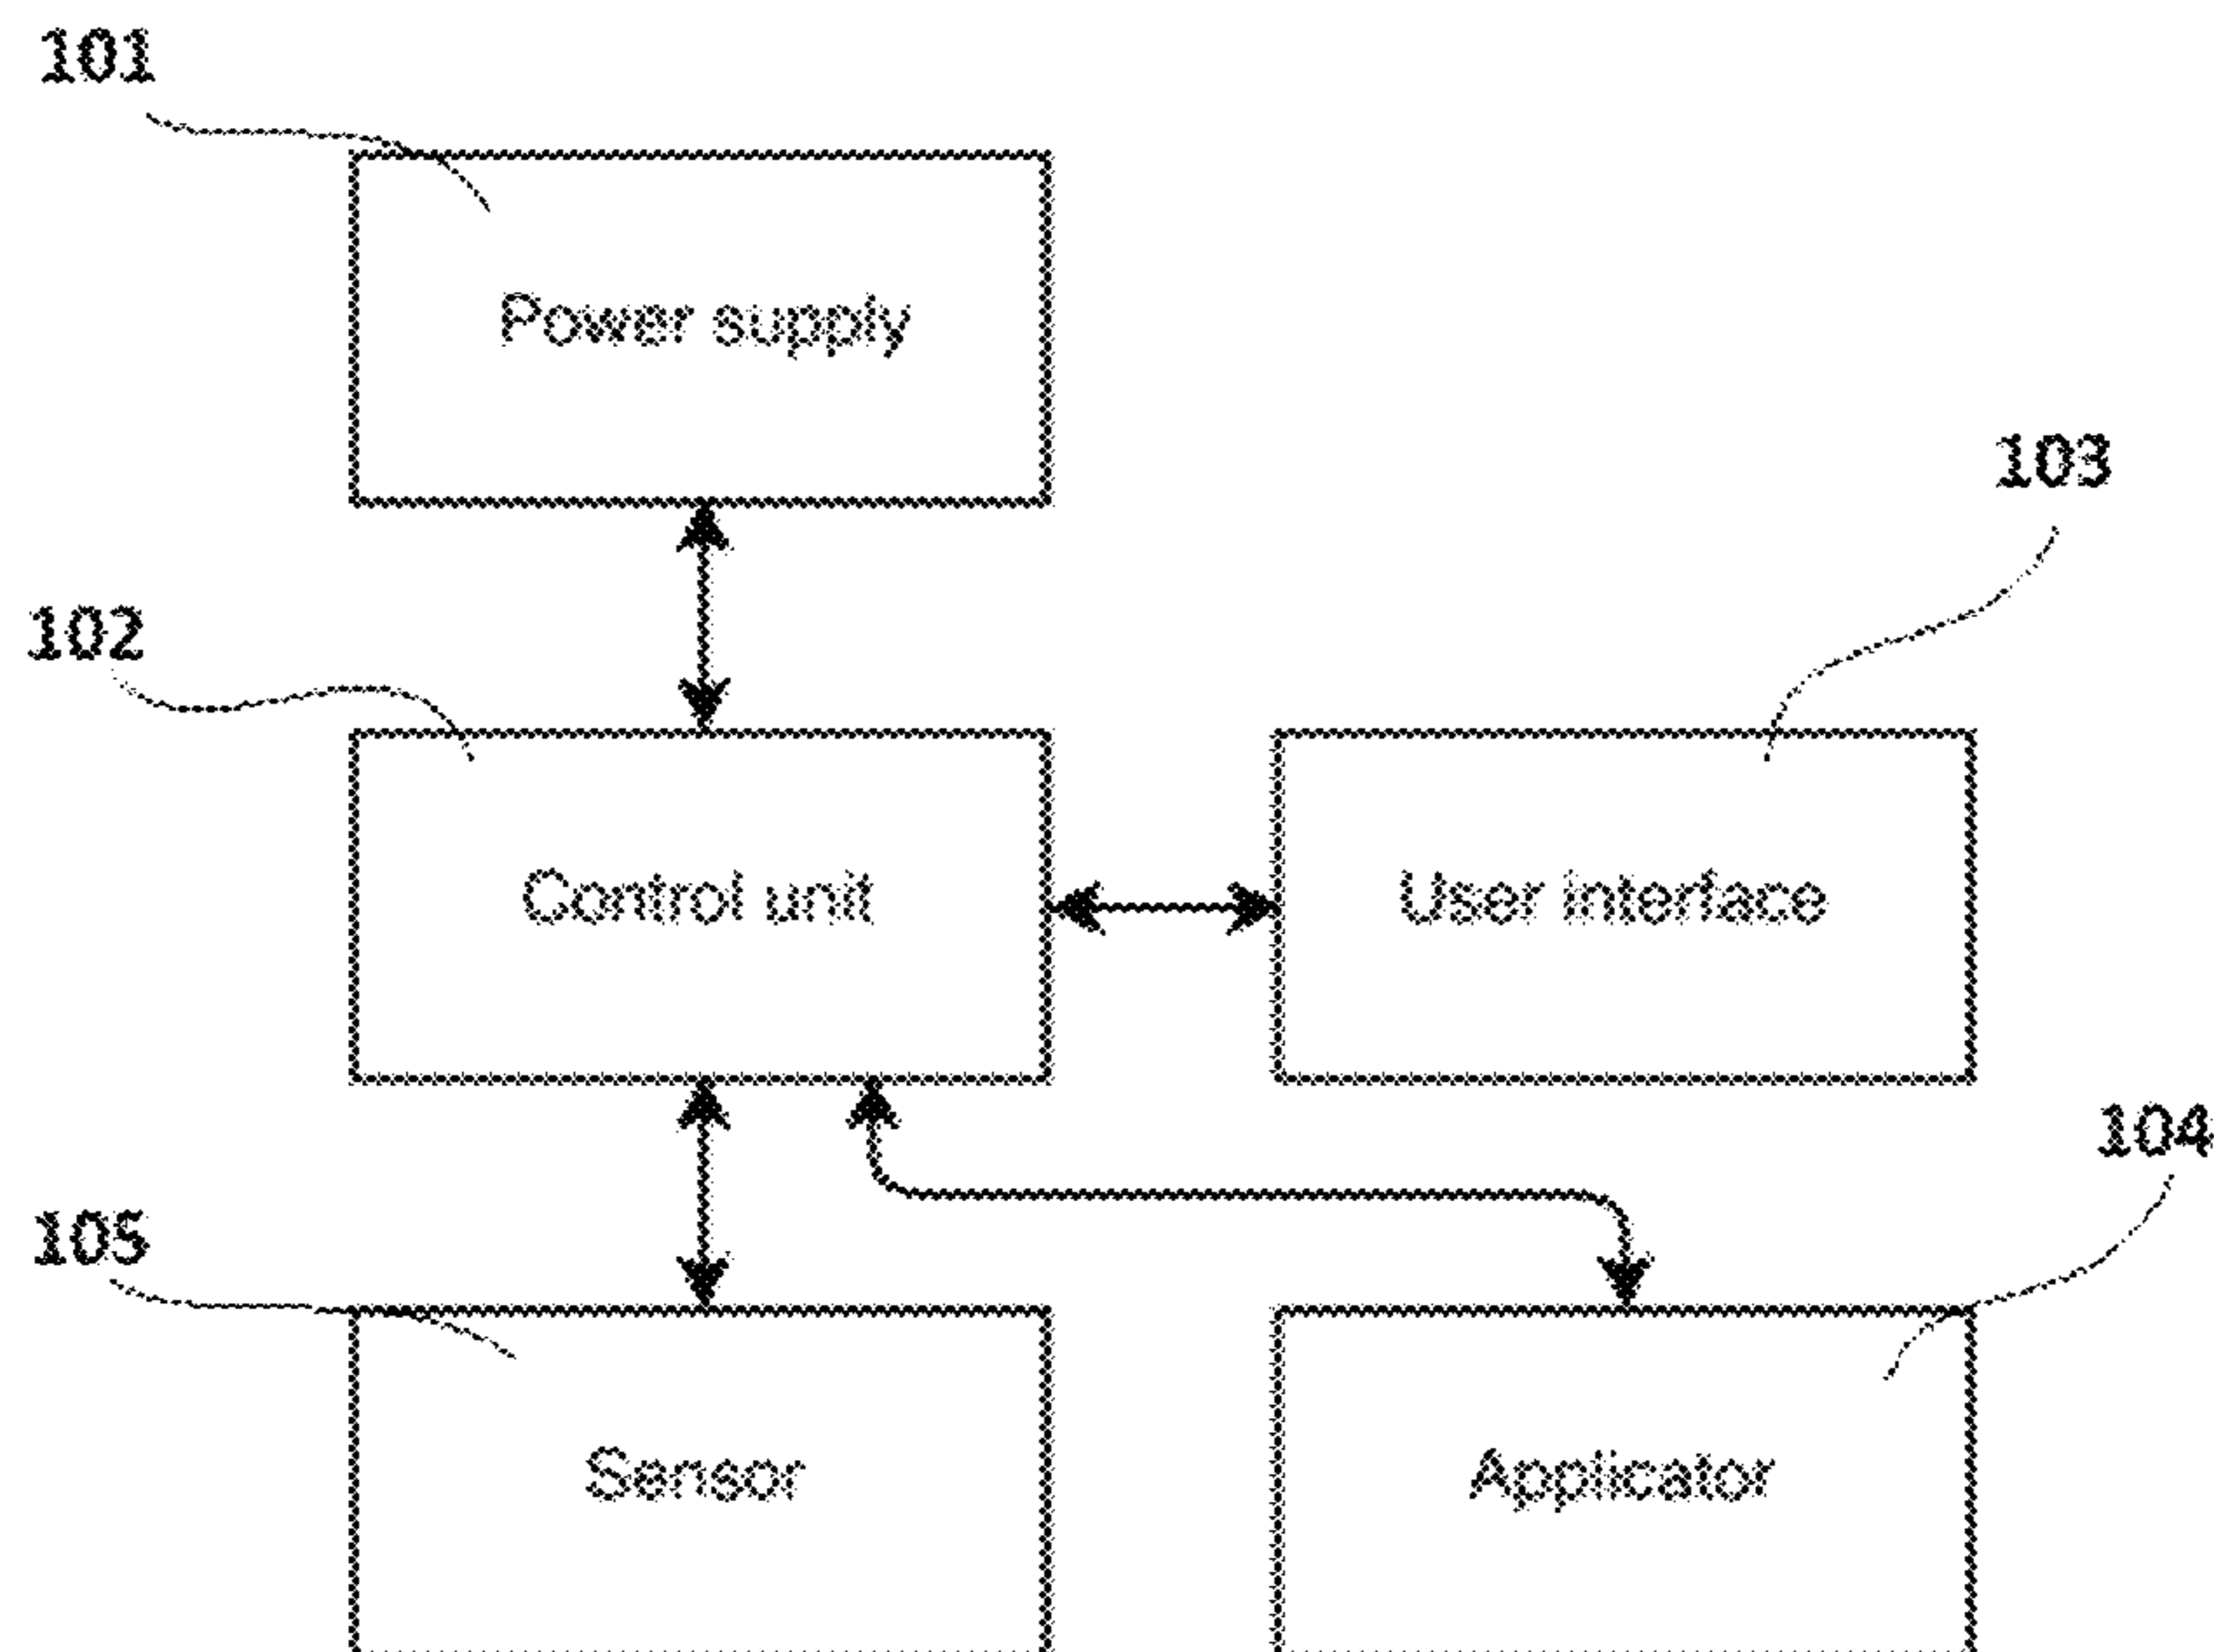 101
Power supply
103
102
Control unit
User interface
104
105
Sensor
Applicator